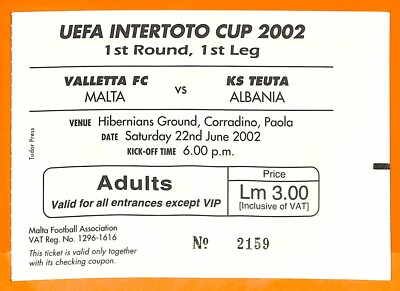 UEFA INTERTOTO CUP 2002
1st Round, 1st Leg
VALLETTA FC VS KS TEUTA
MALTA ALBANIA
VENUE Hibernians Ground, Corradino, Paola
DATE Saturday 22nd June 2002
KICK-OFF TIME 6.00 p.m.
Tudor Press
Adults
Valid for all entrances except VIP
Price
Lm 3.00
[Inclusive of VAT]
Malta Football Association
VAT Reg. No. 1296-1616
This ticket is valid only together
with its checking coupon.
Nº 2159